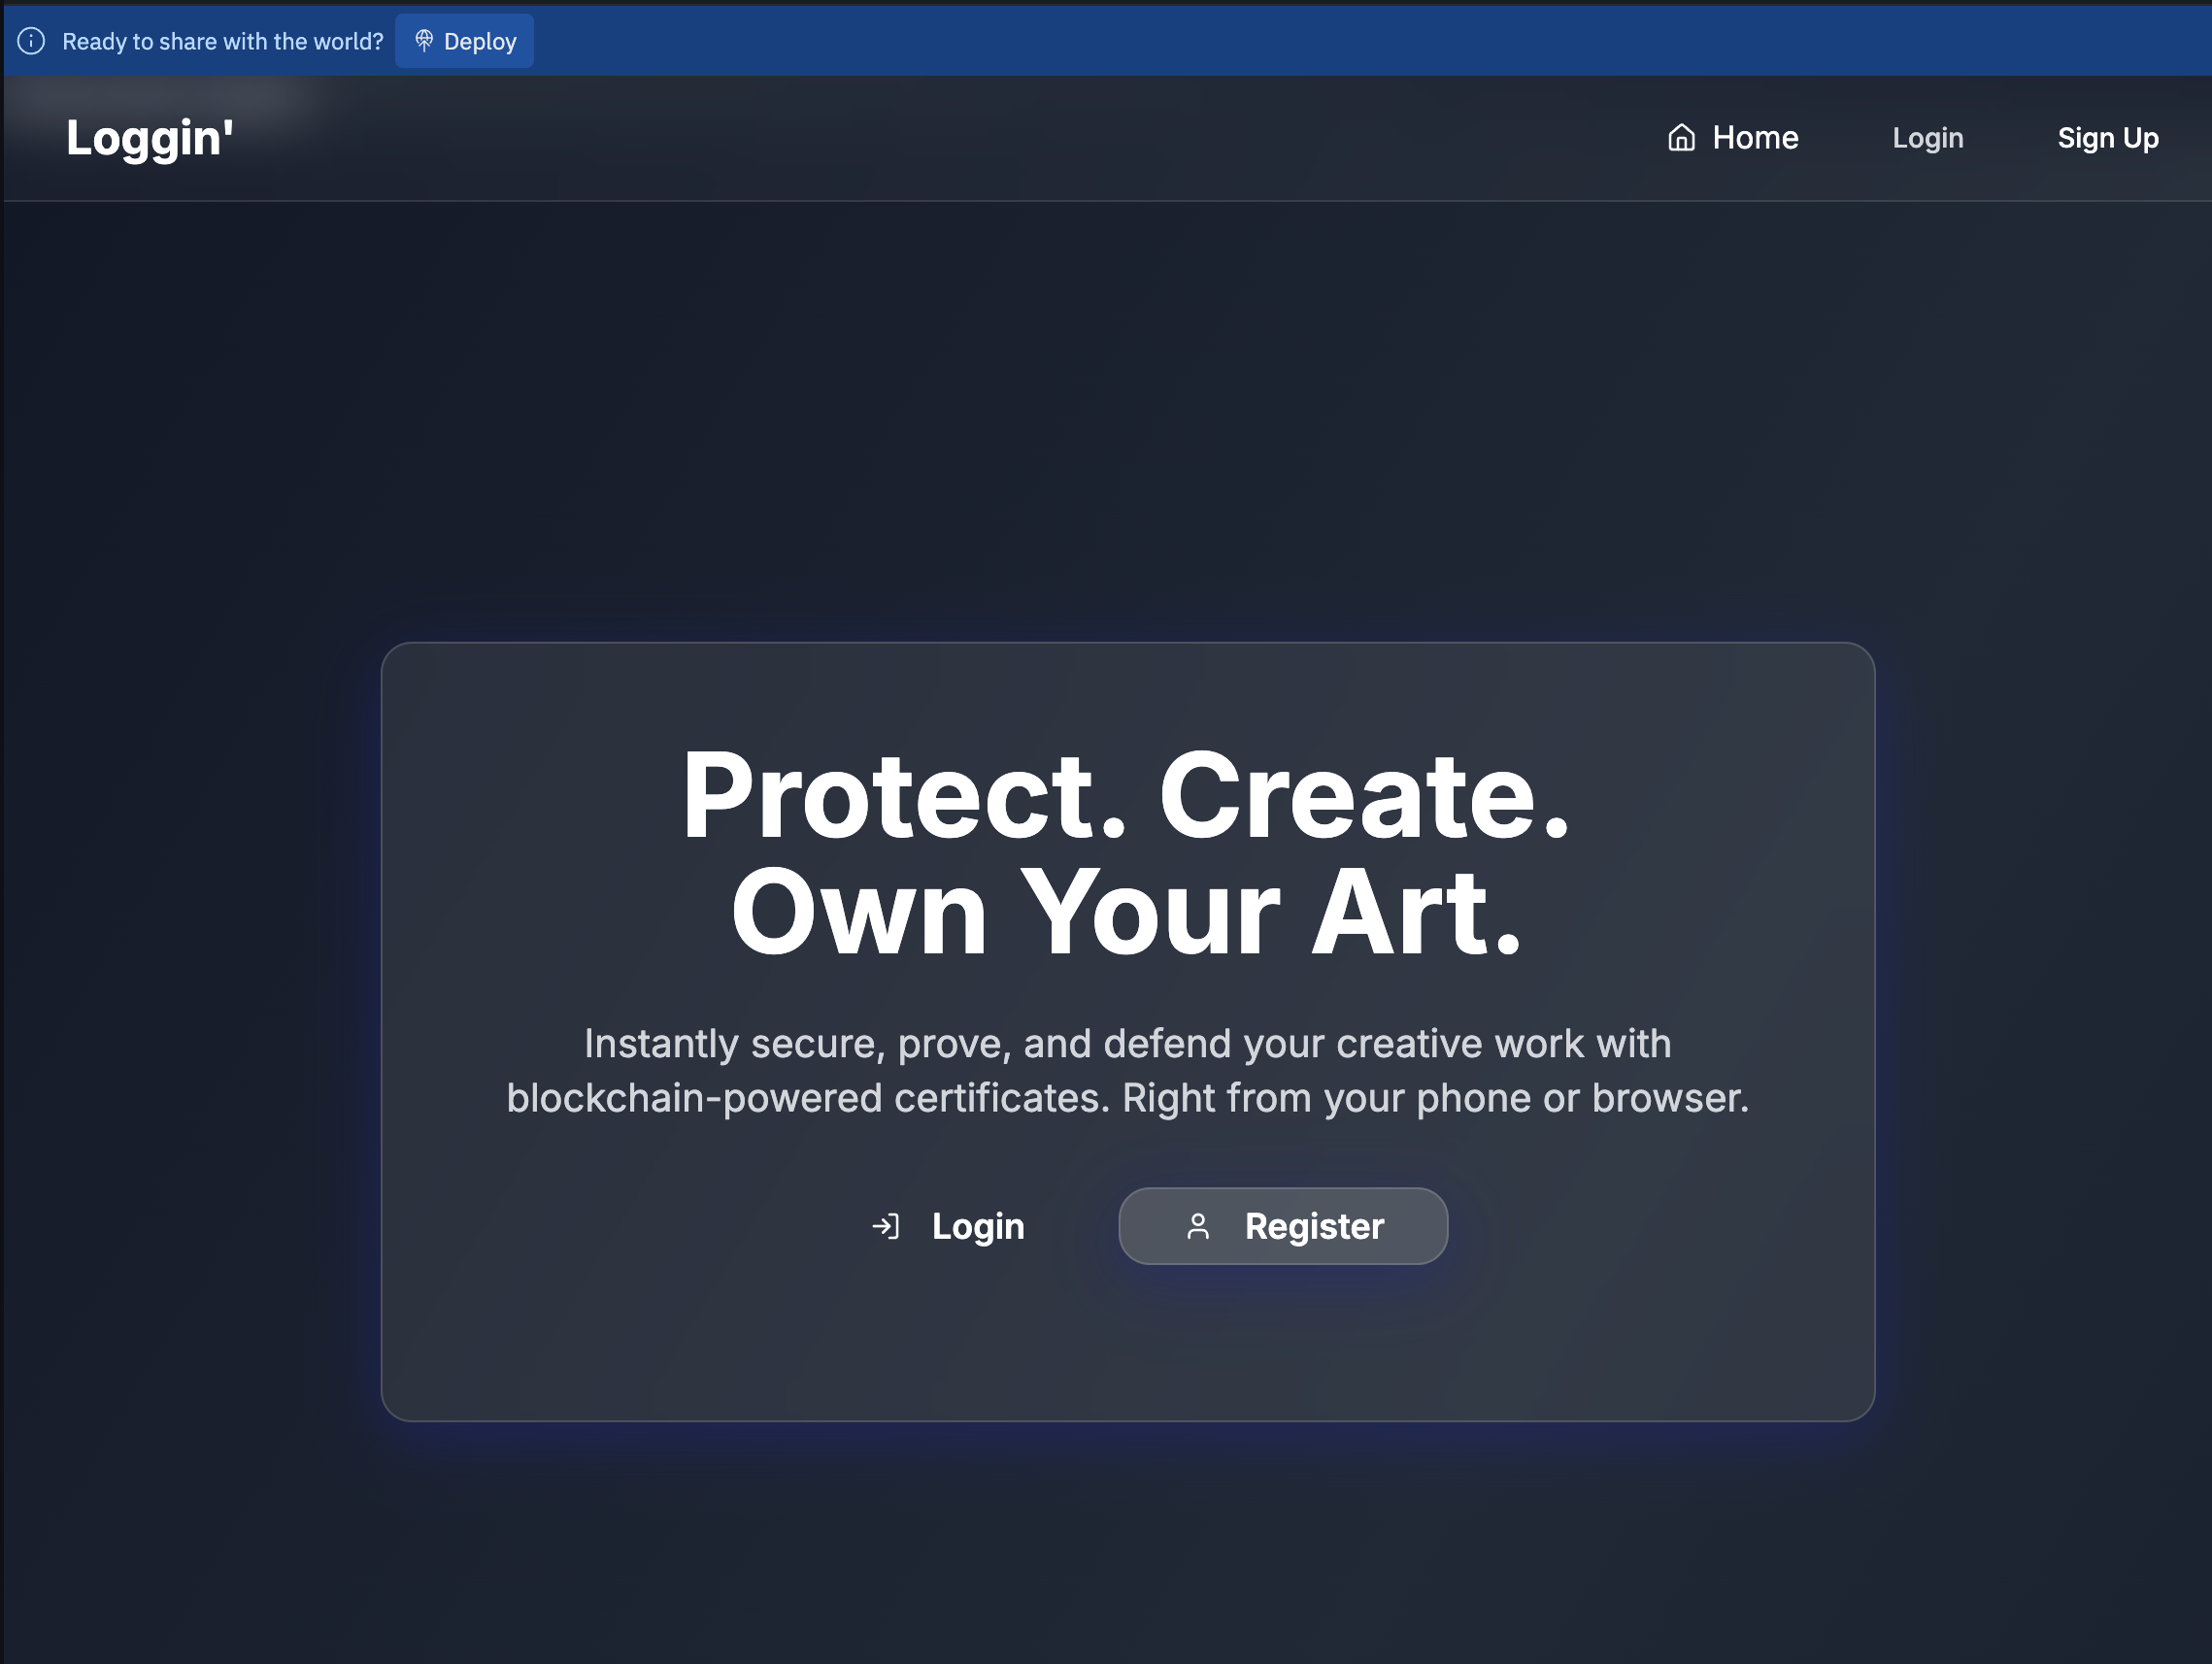 Ready to share with the world? Deploy
Loggin'
Home Login Sign Up
Protect. Create.
Own Your Art.
Instantly secure, prove, and defend your creative work with
blockchain-powered certificates. Right from your phone or browser.
Login Register